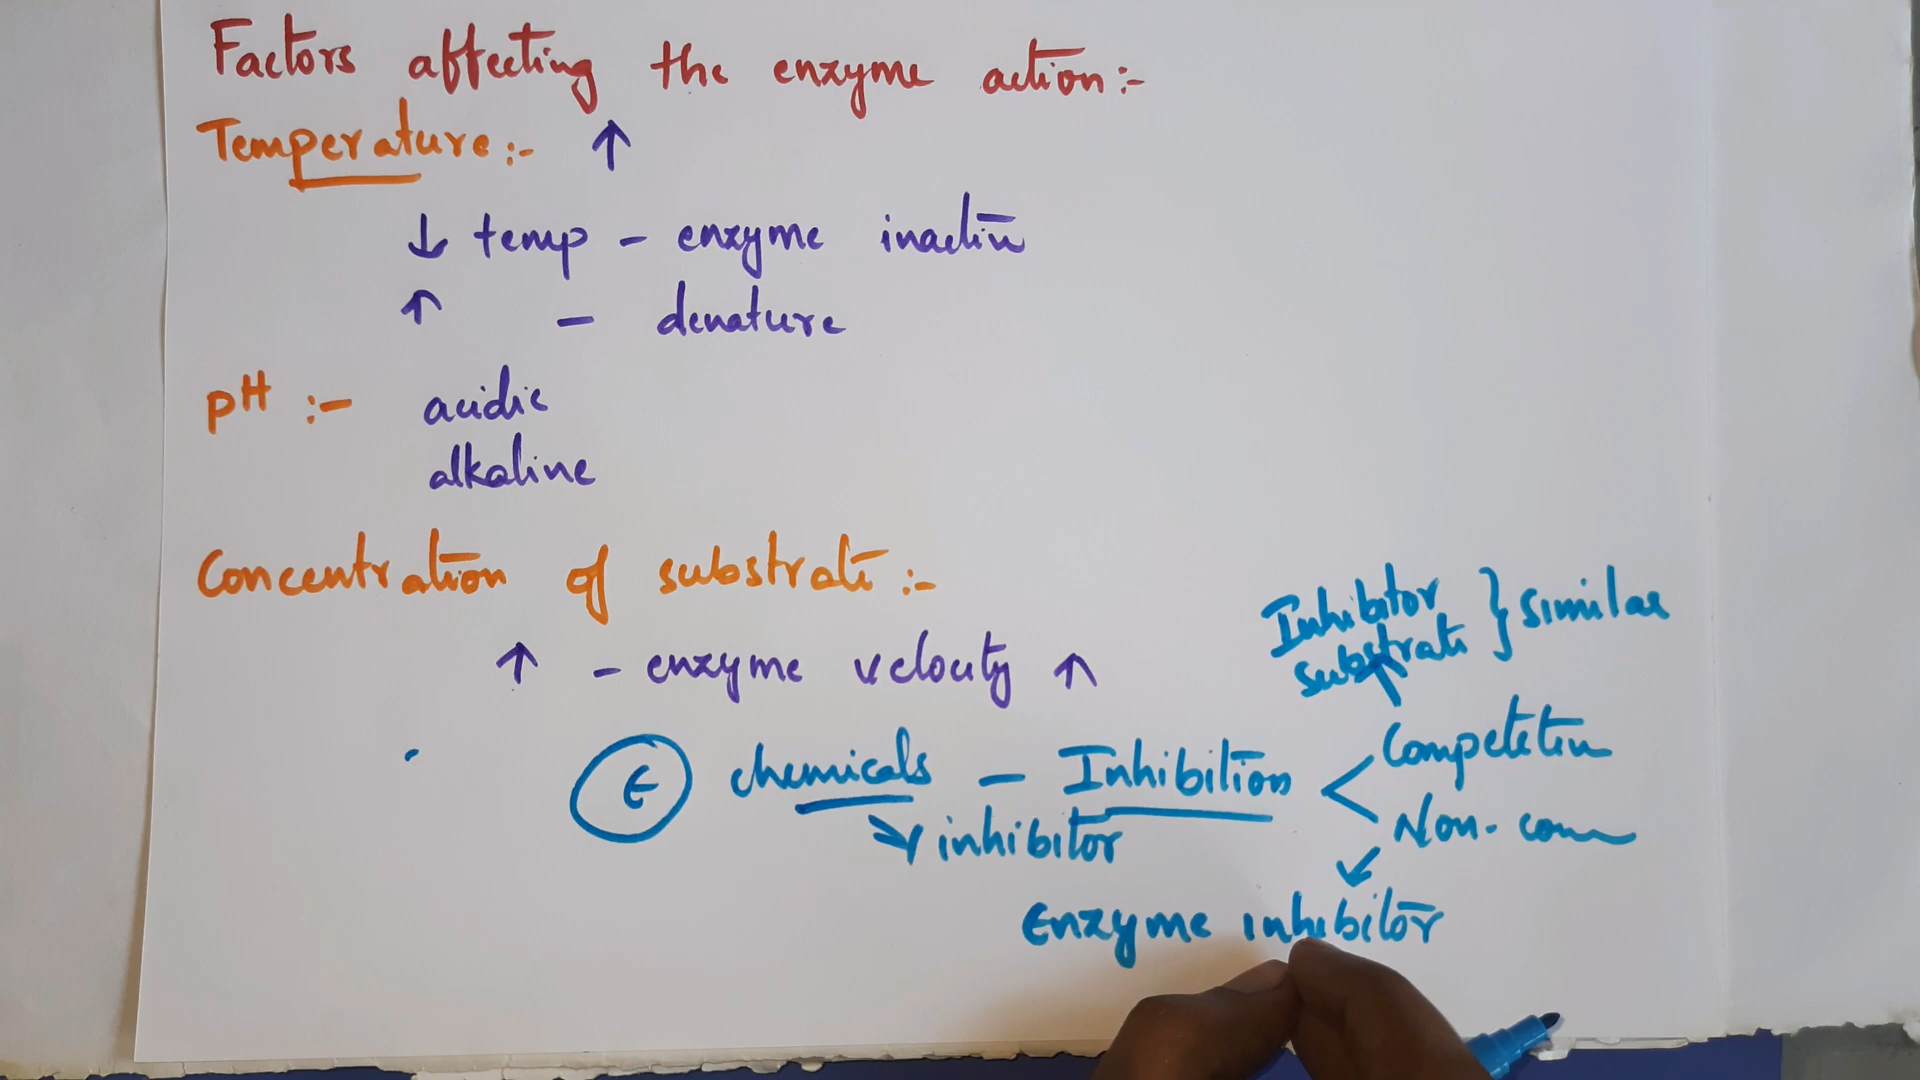 Factors affecting the enzyme action:-
Temperature:- ↑
↓ temp - enzyme inactive
↑ - denature
pH :- acidic
alkaline
Concentration of substrate:-
↑ - enzyme velocity ↑
Inhibitor
substrate } similar
E chemicals - Inhibition < Competetive
Non-com
inhibitor
Enzyme inhibitor